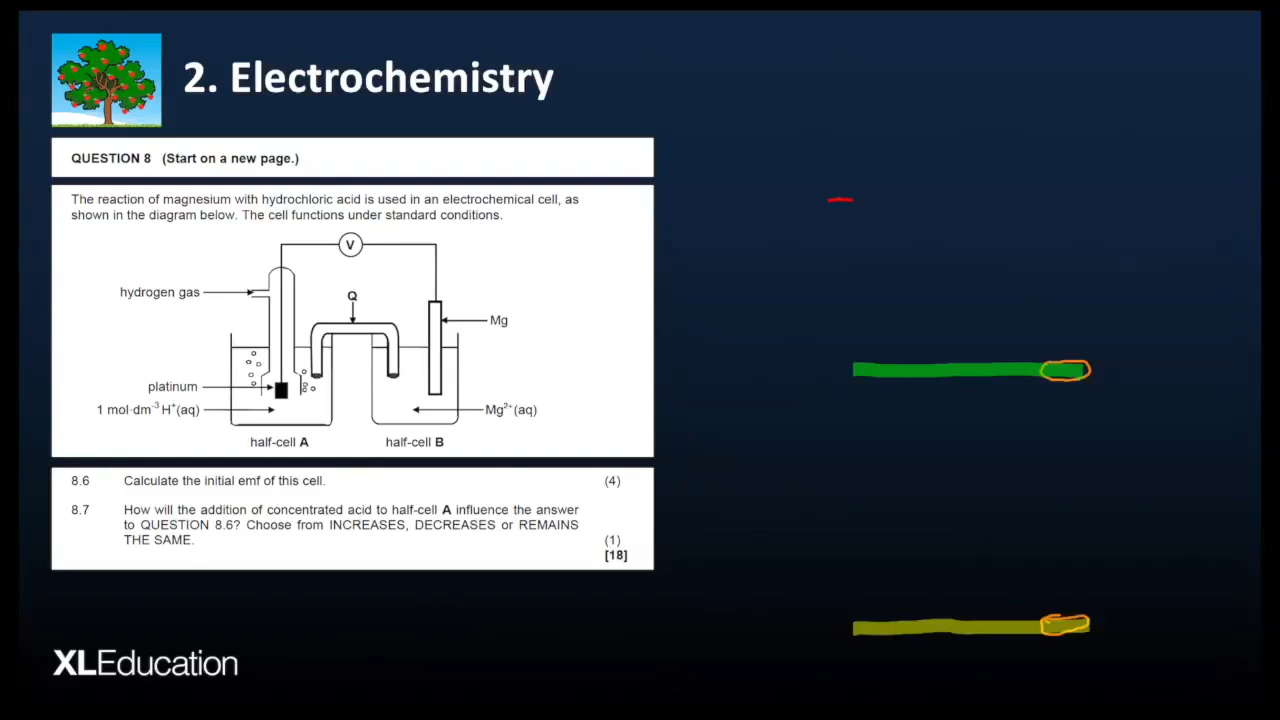 2. Electrochemistry
QUESTION 8 (Start on a new page.)
The reaction of magnesium with hydrochloric acid is used in an electrochemical cell, as
shown in the diagram below. The cell functions under standard conditions.
V
hydrogen gas
Q
Mg
platinum
1 mol·dm⁻³ H⁺(aq)
Mg²⁺(aq)
half-cell A
half-cell B
8.6 Calculate the initial emf of this cell. (4)
8.7 How will the addition of concentrated acid to half-cell A influence the answer
to QUESTION 8.6? Choose from INCREASES, DECREASES or REMAINS
THE SAME. (1)
[18]
XLEducation